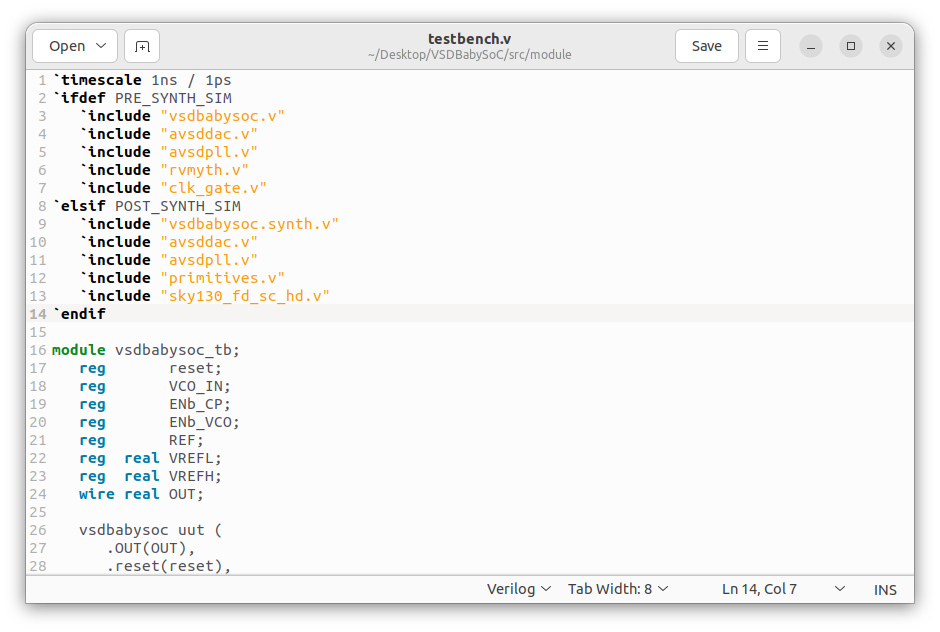 Open
testbench.v
~/Desktop/VSDBabySoC/src/module
Save
1 `timescale 1ns / 1ps
2 `ifdef PRE_SYNTH_SIM
3    `include "vsdbabysoc.v"
4    `include "avsddac.v"
5    `include "avsdpll.v"
6    `include "rvmyth.v"
7    `include "clk_gate.v"
8 `elsif POST_SYNTH_SIM
9    `include "vsdbabysoc.synth.v"
10    `include "avsddac.v"
11    `include "avsdpll.v"
12    `include "primitives.v"
13    `include "sky130_fd_sc_hd.v"
14 `endif
15
16 module vsdbabysoc_tb;
17    reg       reset;
18    reg       VCO_IN;
19    reg       ENb_CP;
20    reg       ENb_VCO;
21    reg       REF;
22    reg  real VREFL;
23    reg  real VREFH;
24    wire real OUT;
25
26    vsdbabysoc uut (
27       .OUT(OUT),
28       .reset(reset),
Verilog Tab Width: 8 Ln 14, Col 7 INS